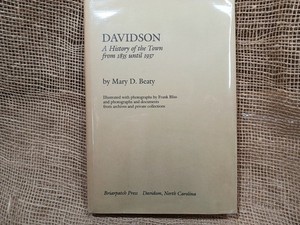 DAVIDSON
A History of the Town
from 1835 until 1937
by Mary D. Beaty
Illustrated with photographs by Frank Bliss
and photographs and documents
from archives and private collections
Briarpatch Press Davidson, North Carolina